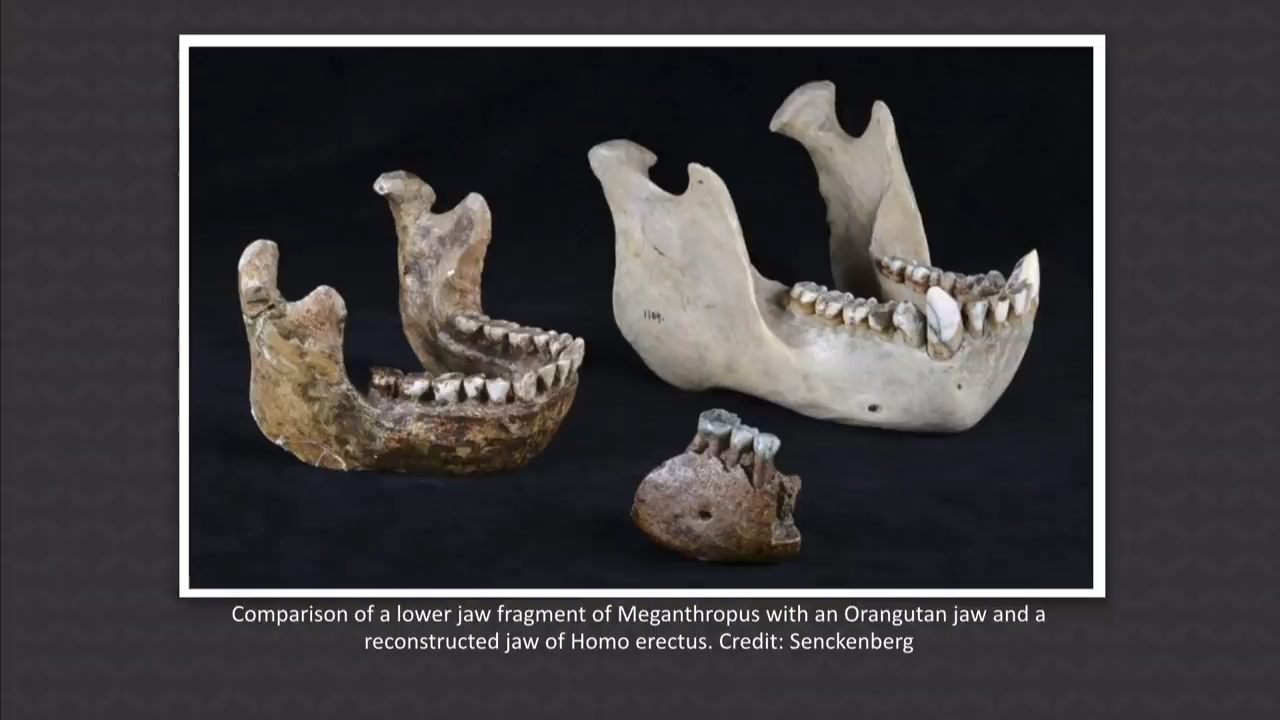 Comparison of a lower jaw fragment of Meganthropus with an Orangutan jaw and a
reconstructed jaw of Homo erectus. Credit: Senckenberg